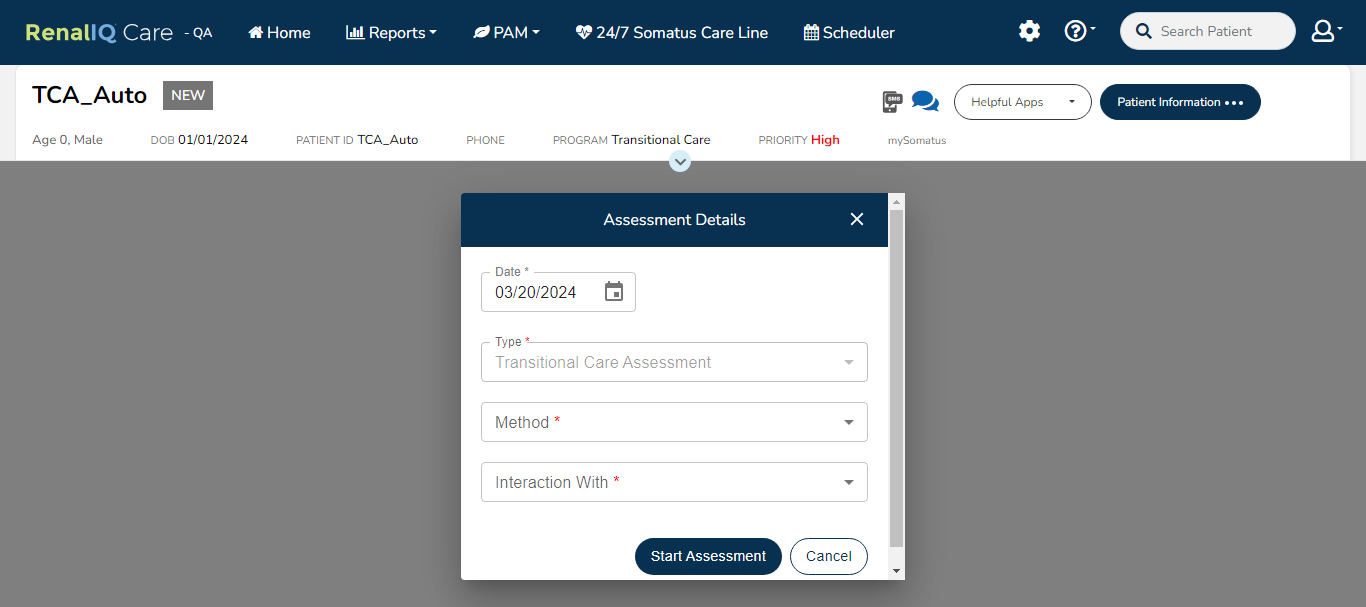 RenalIQ Care - QA Home Reports PAM 24/7 Somatus Care Line Scheduler ? Search Patient
TCA_Auto NEW SMS Helpful Apps Patient Information •••
Age 0, Male DOB 01/01/2024 PATIENT ID TCA_Auto PHONE PROGRAM Transitional Care PRIORITY High mySomatus
Assessment Details
Date *
03/20/2024
Type *
Transitional Care Assessment
Method *
Interaction With *
Start Assessment Cancel